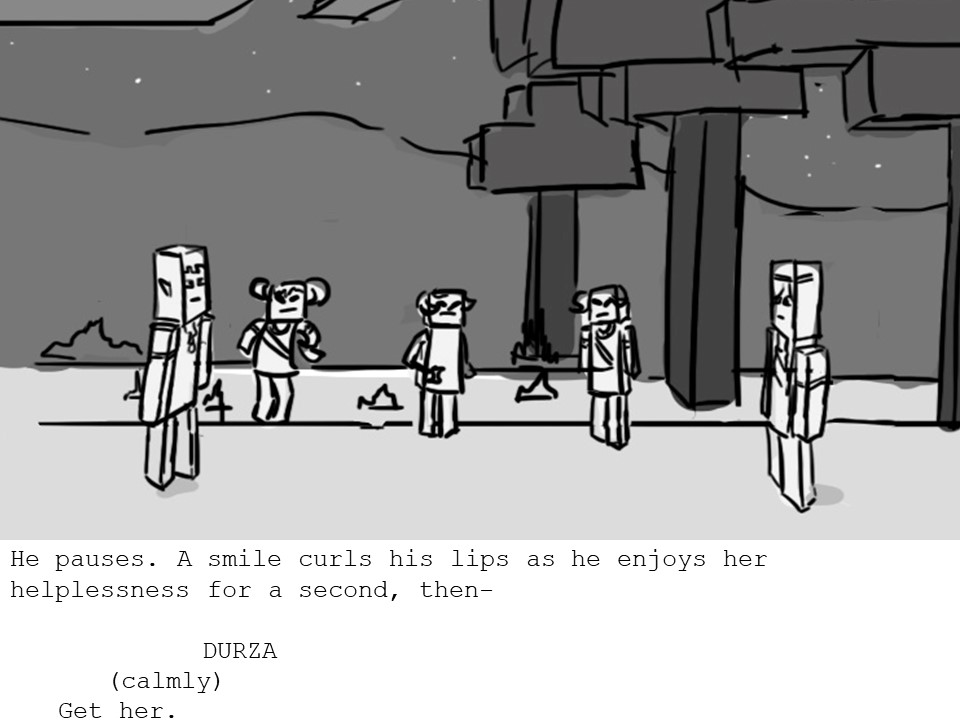 He pauses. A smile curls his lips as he enjoys her
helplessness for a second, then-
DURZA
(calmly)
Get her.